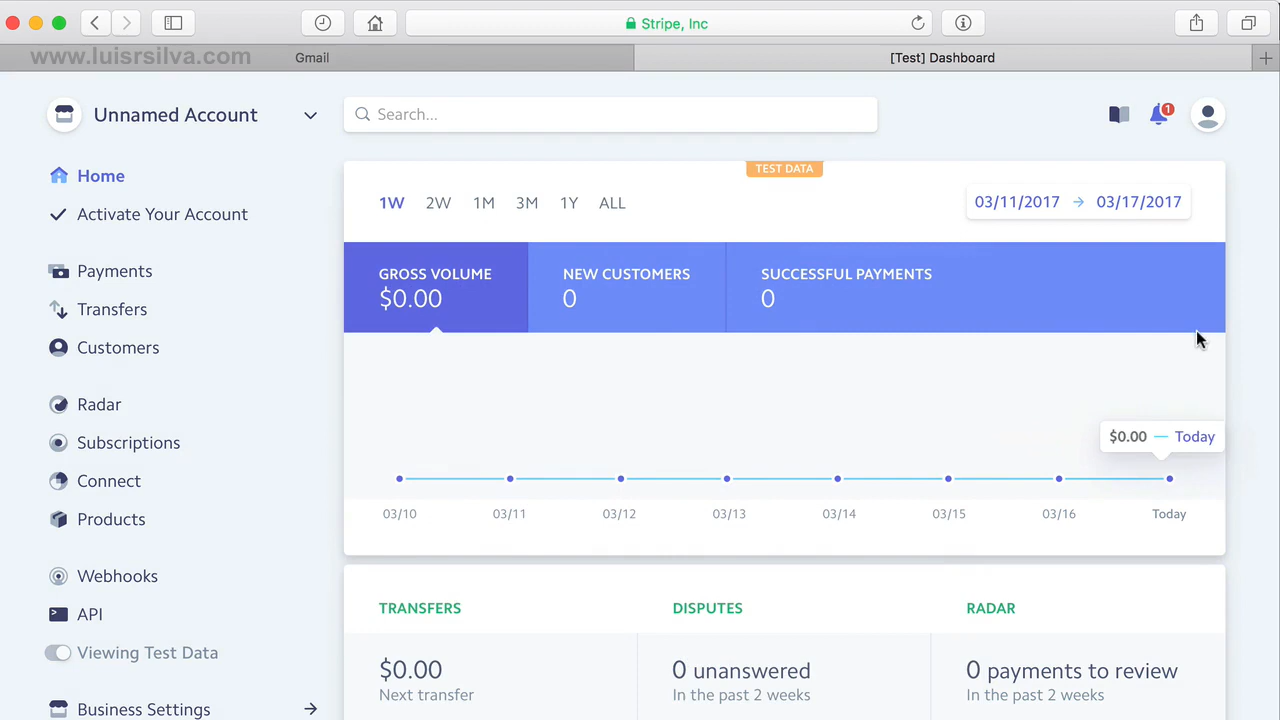 Stripe, Inc
www.luisrsilva.com
Gmail
[Test] Dashboard
Unnamed Account
Search...
1
Home
Activate Your Account
Payments
Transfers
Customers
Radar
Subscriptions
Connect
Products
Webhooks
API
Viewing Test Data
Business Settings
TEST DATA
1W 2W 1M 3M 1Y ALL
03/11/2017 → 03/17/2017
GROSS VOLUME
$0.00
NEW CUSTOMERS
0
SUCCESSFUL PAYMENTS
0
$0.00 — Today
03/10 03/11 03/12 03/13 03/14 03/15 03/16 Today
TRANSFERS
$0.00
Next transfer
DISPUTES
0 unanswered
In the past 2 weeks
RADAR
0 payments to review
In the past 2 weeks